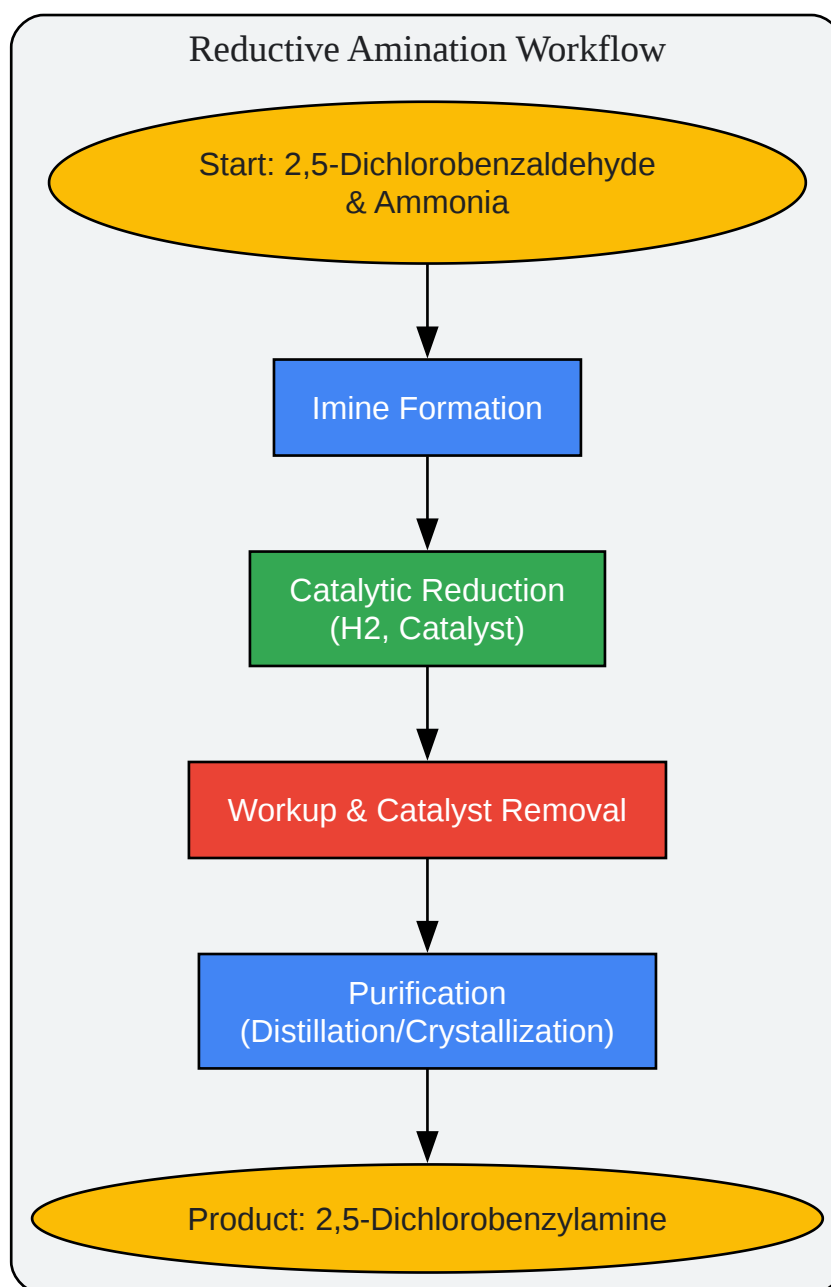 Reductive Amination Workflow
Start: 2,5-Dichlorobenzaldehyde
& Ammonia
Imine Formation
Catalytic Reduction
(H2, Catalyst)
Workup & Catalyst Removal
Purification
(Distillation/Crystallization)
Product: 2,5-Dichlorobenzylamine